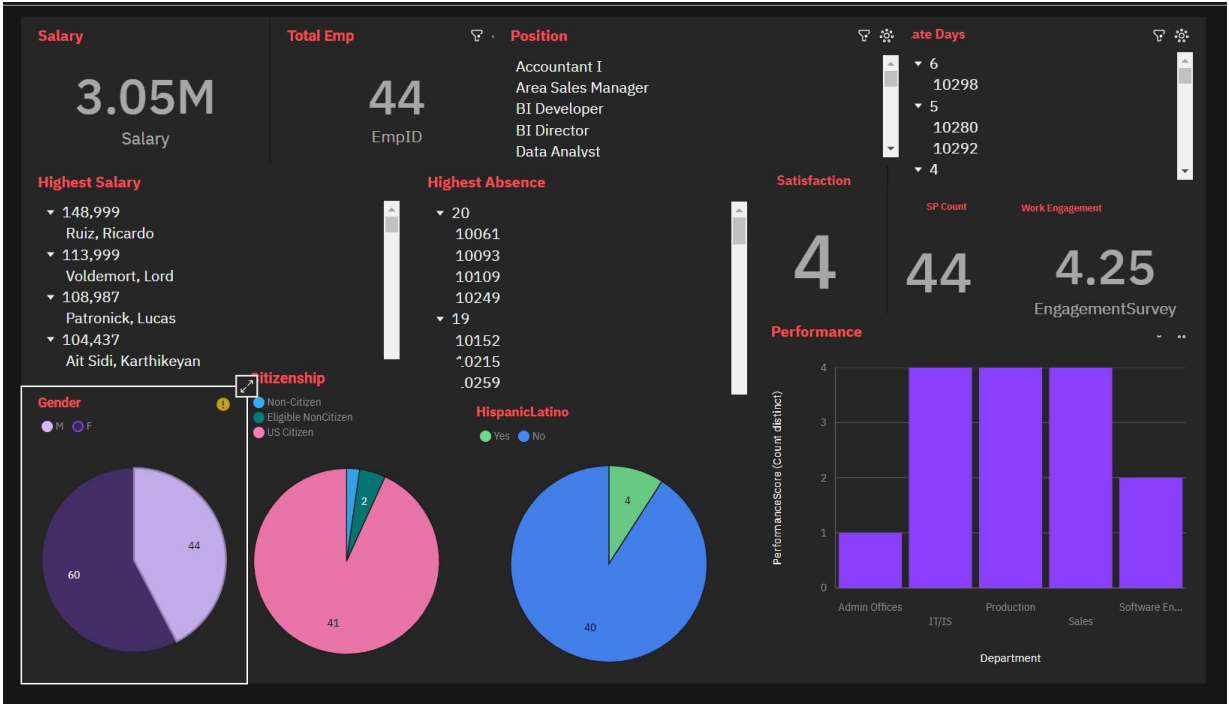 Salary
3.05M
Salary
Total Emp
44
EmpID
Position
Accountant I
Area Sales Manager
BI Developer
BI Director
Data Analyst
ate Days
6
10298
5
10280
10292
4
Highest Salary
148,999
Ruiz, Ricardo
113,999
Voldemort, Lord
108,987
Patronick, Lucas
104,437
Ait Sidi, Karthikeyan
Highest Absence
20
10061
10093
10109
10249
19
10152
10215
.0259
Satisfaction
4
SP Count
44
Work Engagement
4.25
EngagementSurvey
Gender
M F
44
60
Citizenship
Non-Citizen
Eligible NonCitizen
US Citizen
2
41
HispanicLatino
Yes No
4
40
Performance
PerformanceScore (Count distinct)
4
3
2
1
0
Admin Offices
IT/IS
Production
Sales
Software En...
Department